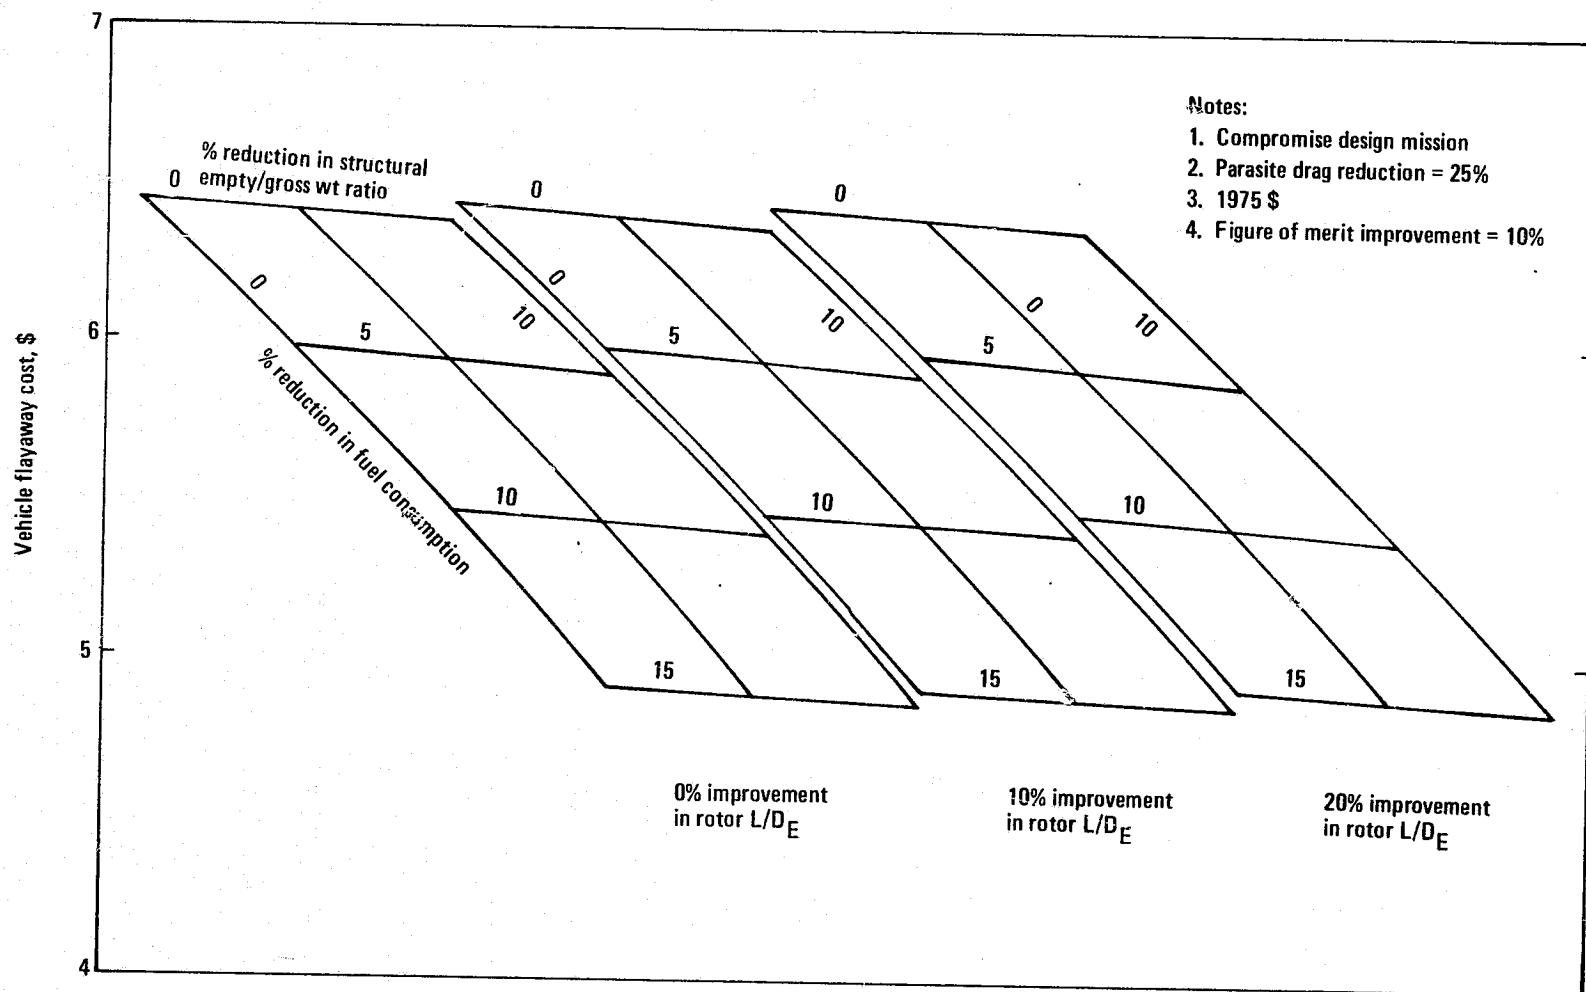 7
Notes:
1. Compromise design mission
2. Parasite drag reduction = 25%
3. 1975 $
4. Figure of merit improvement = 10%
% reduction in structural
0 empty/gross wt ratio
0
0
0
10
0
10
0
10
Vehicle flayaway cost, $
6
5
5
5
% reduction in fuel consumption
10
10
10
5
15
15
15
0% improvement
in rotor L/DE
10% improvement
in rotor L/DE
20% improvement
in rotor L/DE
4